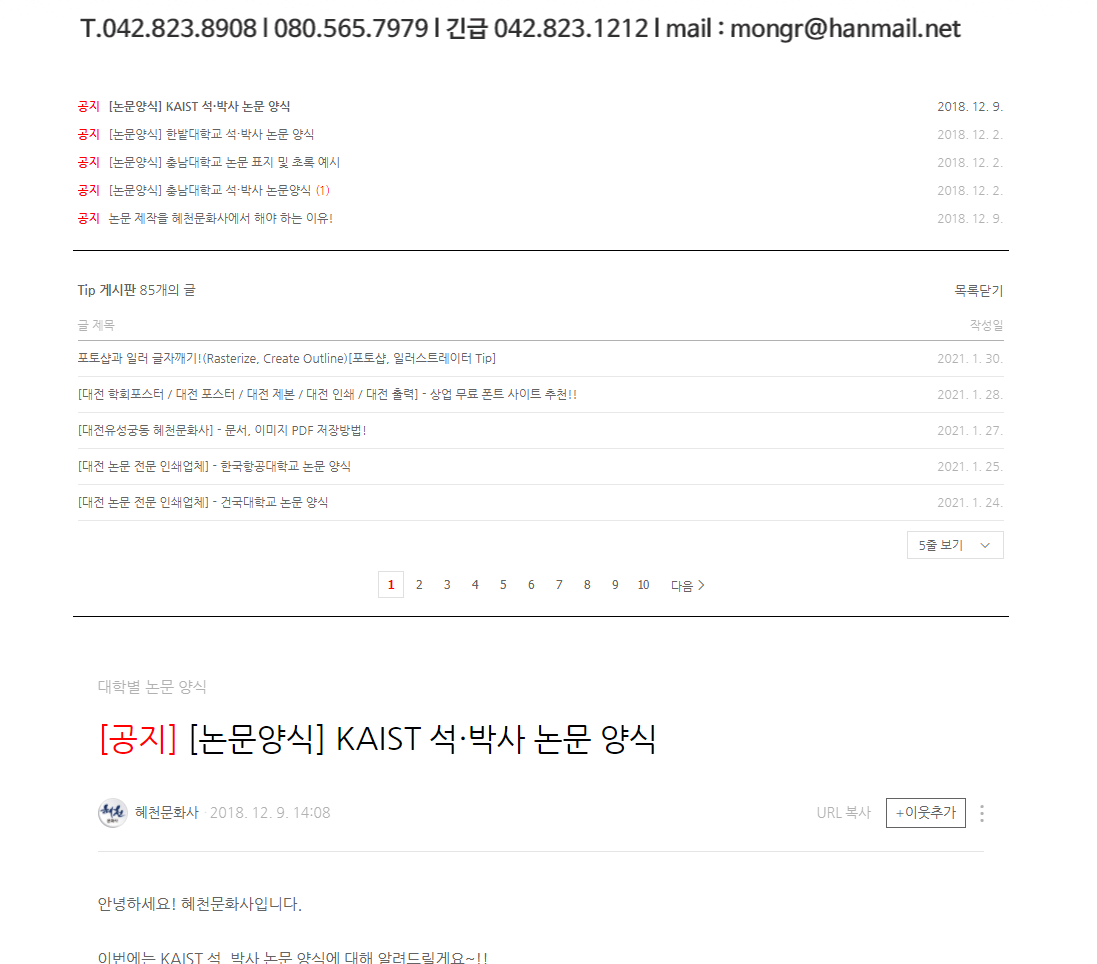 T.042.823.8908 l 080.565.7979 l 긴급 042.823.1212 l mail : mongr@hanmail.net
공지 [논문양식] KAIST 석·박사 논문 양식 2018. 12. 9.
공지 [논문양식] 한밭대학교 석·박사 논문 양식 2018. 12. 2.
공지 [논문양식] 충남대학교 논문 표지 및 초록 예시 2018. 12. 2.
공지 [논문양식] 충남대학교 석·박사 논문양식 (1) 2018. 12. 2.
공지 논문 제작을 혜천문화사에서 해야 하는 이유! 2018. 12. 9.
Tip 게시판 85개의 글 목록닫기
글 제목 작성일
포토샵과 일러 글자깨기!(Rasterize, Create Outline)[포토샵, 일러스트레이터 Tip] 2021. 1. 30.
[대전 학회포스터 / 대전 포스터 / 대전 제본 / 대전 인쇄 / 대전 출력] - 상업 무료 폰트 사이트 추천!! 2021. 1. 28.
[대전유성궁동 혜천문화사] - 문서, 이미지 PDF 저장방법! 2021. 1. 27.
[대전 논문 전문 인쇄업체] - 한국항공대학교 논문 양식 2021. 1. 25.
[대전 논문 전문 인쇄업체] - 건국대학교 논문 양식 2021. 1. 24.
5줄 보기
1 2 3 4 5 6 7 8 9 10 다음 >
대학별 논문 양식
[공지] [논문양식] KAIST 석·박사 논문 양식
혜천문화사 · 2018. 12. 9. 14:08 URL 복사 +이웃추가
안녕하세요! 혜천문화사입니다.
이번에는 KAIST 석, 박사 논문 양식에 대해 알려드릴게요~!!